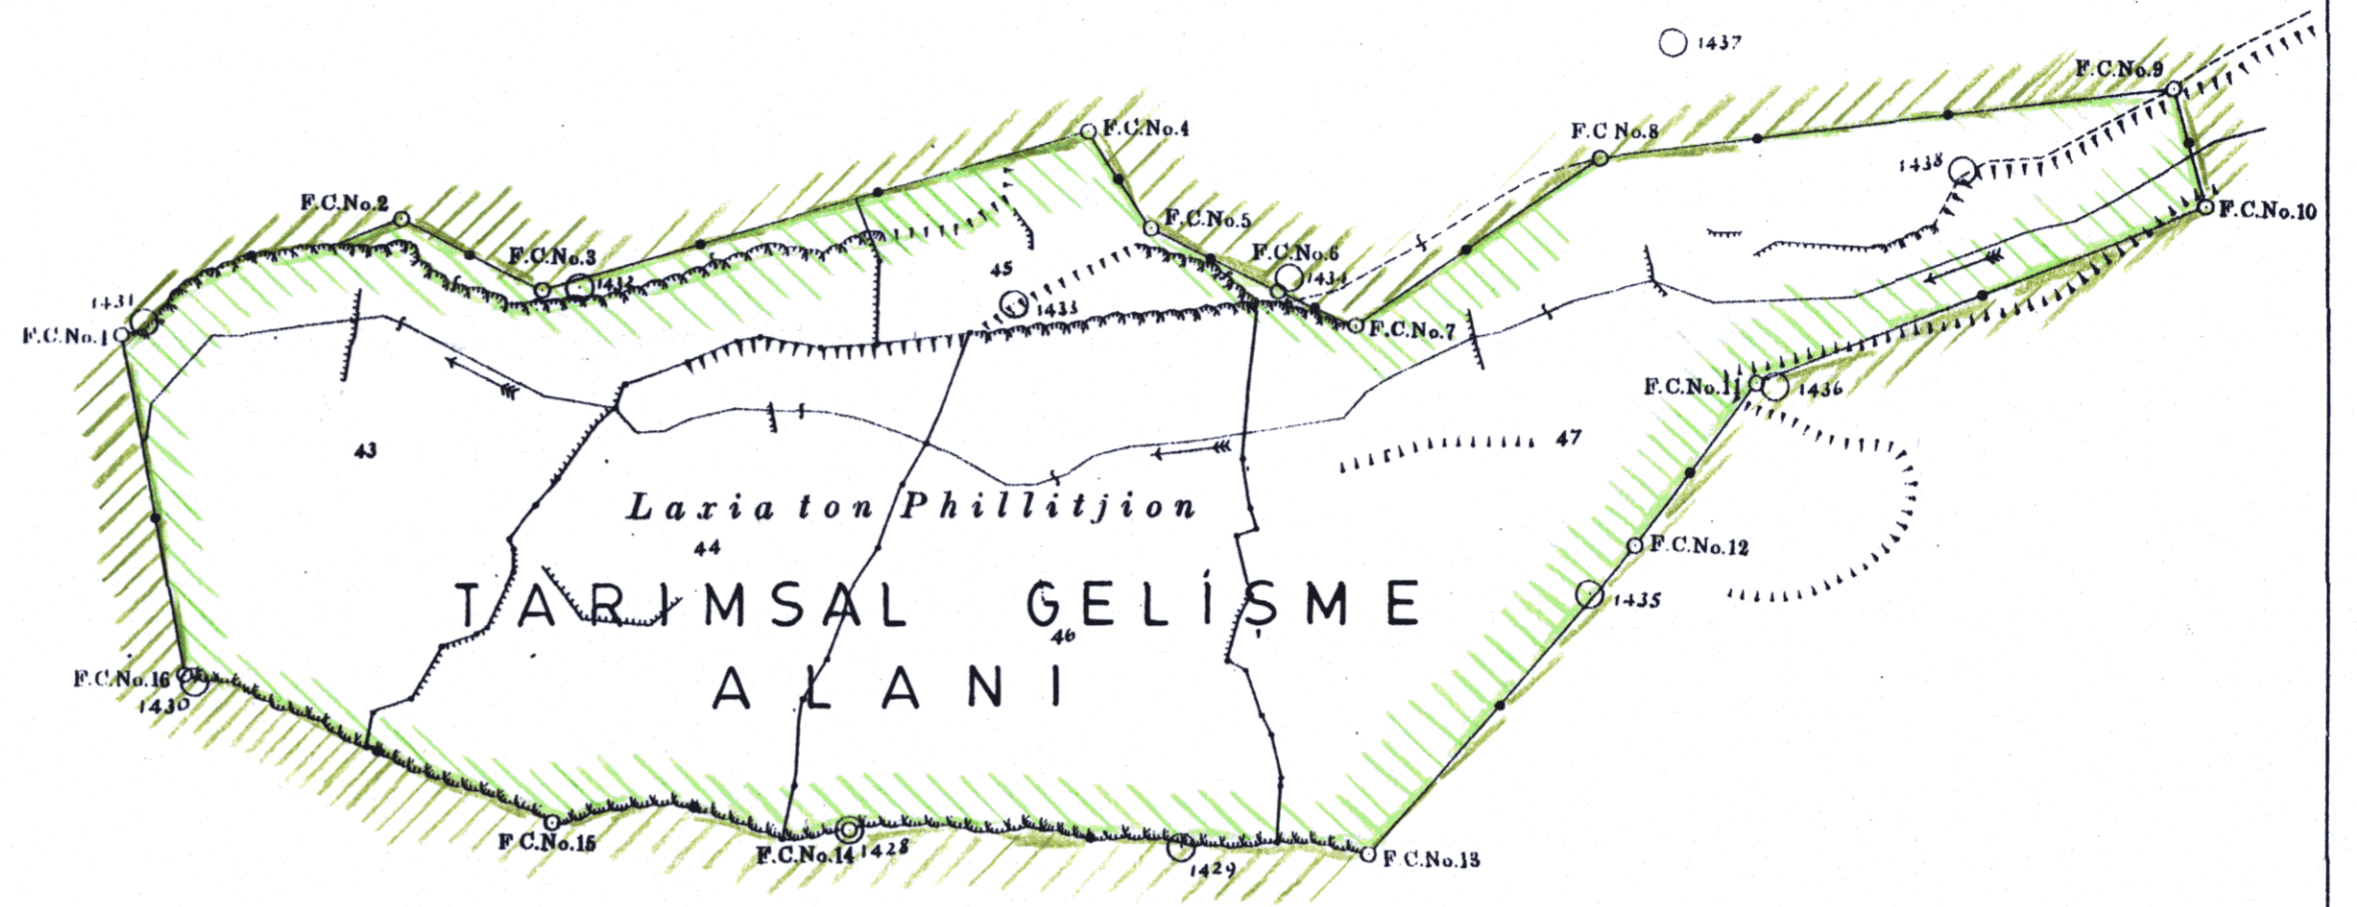 1437
F.C.No.9
F.C.No.4
F.C No.8
1438
F.C.No.2
F.C.No.5
F.C.No.10
F.C.No.3
F.C.No.6
1432
45
1434
1431
1433
F.C.No.1
F.C.No.7
F.C.No.11
1436
43
47
Laxia ton Phillitjion
44
F.C.No.12
TARIMSAL GELİŞME
1435
46
F.C.No.16
ALANI
1430
F C.No.15
F.C.No.14
1428
1429
F.C.No.13